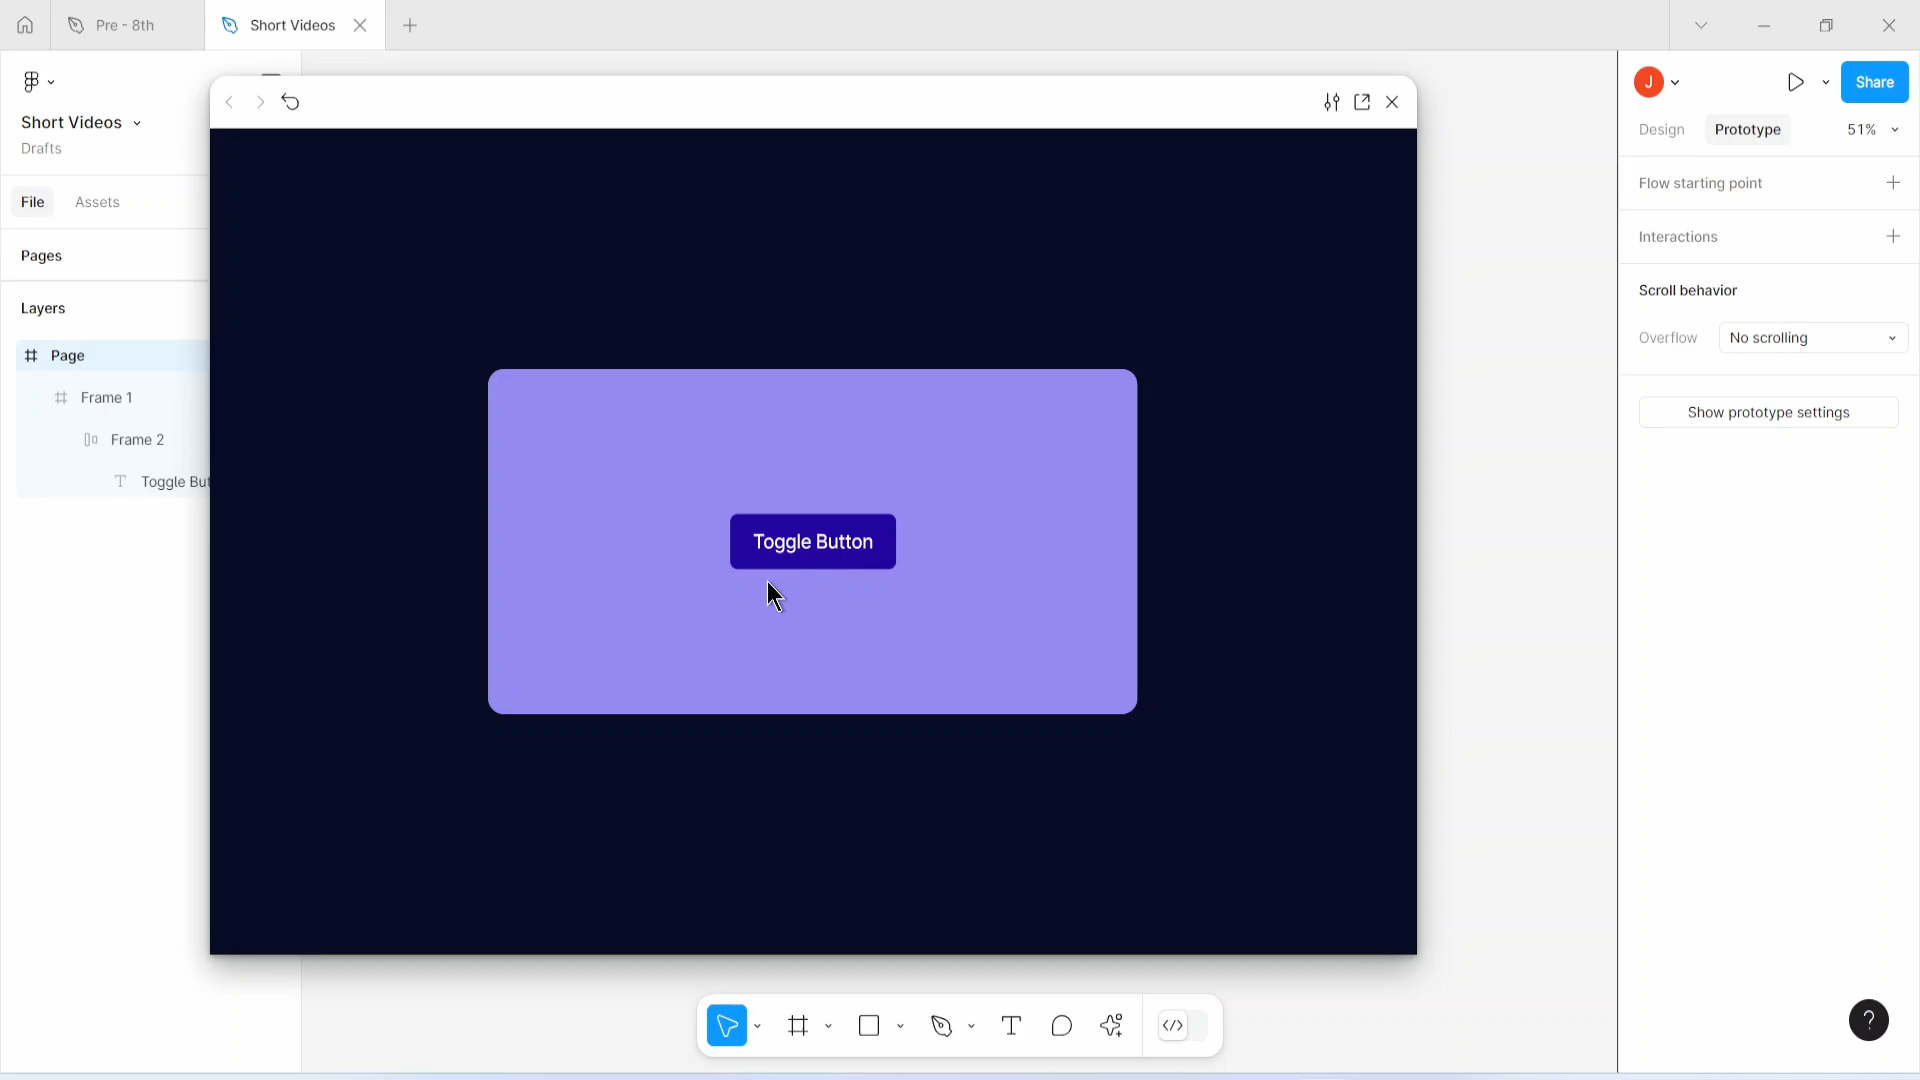 Pre - 8th
Short Videos
Short Videos
Drafts
File
Assets
Pages
Layers
Page
Frame 1
Frame 2
Toggle But
Toggle Button
J
Share
Design
Prototype
51%
Flow starting point
Interactions
Scroll behavior
Overflow
No scrolling
Show prototype settings
?